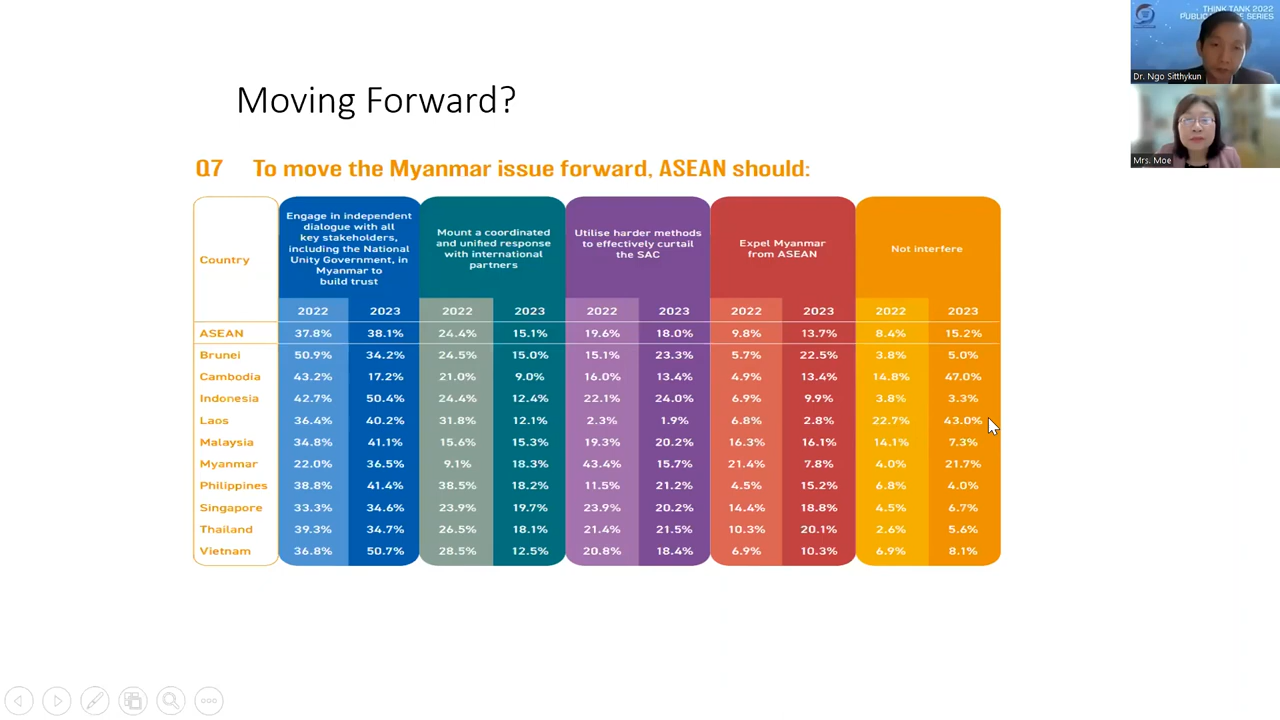 THINK TANK 2022
PUBLIC LECTURE SERIES
Dr. Ngo Sitthykun
Mrs. Moe
Moving Forward?
Q7 To move the Myanmar issue forward, ASEAN should:
Country
Engage in independent
dialogue with all
key stakeholders,
including the National
Unity Government, in
Myanmar to
build trust
Mount a coordinated
and unified response
with international
partners
Utilise harder methods
to effectively curtail
the SAC
Expel Myanmar
from ASEAN
Not interfere
2022 2023 2022 2023 2022 2023 2022 2023 2022 2023
ASEAN 37.8% 38.1% 24.4% 15.1% 19.6% 18.0% 9.8% 13.7% 8.4% 15.2%
Brunei 50.9% 34.2% 24.5% 15.0% 15.1% 23.3% 5.7% 22.5% 3.8% 5.0%
Cambodia 43.2% 17.2% 21.0% 9.0% 16.0% 13.4% 4.9% 13.4% 14.8% 47.0%
Indonesia 42.7% 50.4% 24.4% 12.4% 22.1% 24.0% 6.9% 9.9% 3.8% 3.3%
Laos 36.4% 40.2% 31.8% 12.1% 2.3% 1.9% 6.8% 2.8% 22.7% 43.0%
Malaysia 34.8% 41.1% 15.6% 15.3% 19.3% 20.2% 16.3% 16.1% 14.1% 7.3%
Myanmar 22.0% 36.5% 9.1% 18.3% 43.4% 15.7% 21.4% 7.8% 4.0% 21.7%
Philippines 38.8% 41.4% 38.5% 18.2% 11.5% 21.2% 4.5% 15.2% 6.8% 4.0%
Singapore 33.3% 34.6% 23.9% 19.7% 23.9% 20.2% 14.4% 18.8% 4.5% 6.7%
Thailand 39.3% 34.7% 26.5% 18.1% 21.4% 21.5% 10.3% 20.1% 2.6% 5.6%
Vietnam 36.8% 50.7% 28.5% 12.5% 20.8% 18.4% 6.9% 10.3% 6.9% 8.1%